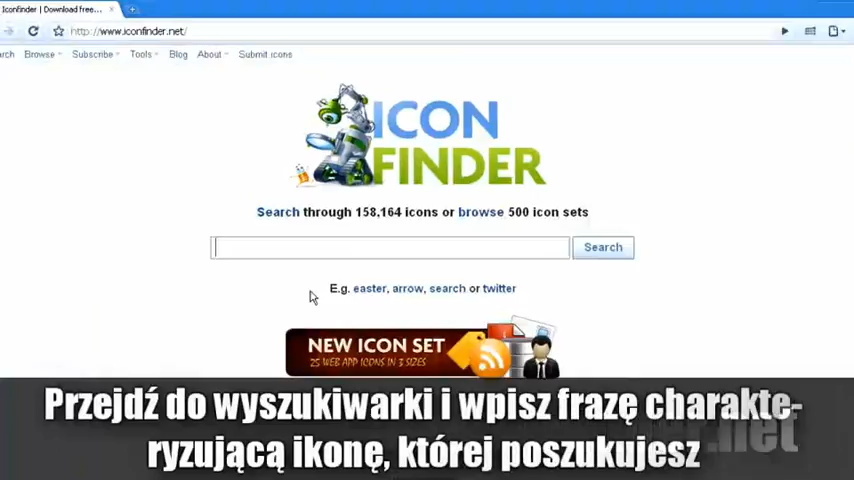 Iconfinder | Download free...
http://www.iconfinder.net/
Browse Subscribe Tools Blog About Submit icons
ICON
FINDER
Search through 158,164 icons or browse 500 icon sets
Search
E.g. easter, arrow, search or twitter
NEW ICON SET
25 WEB APP ICONS IN 3 SIZES
Przejdź do wyszukiwarki i wpisz frazę charakte-
ryzującą ikonę, której poszukujesz